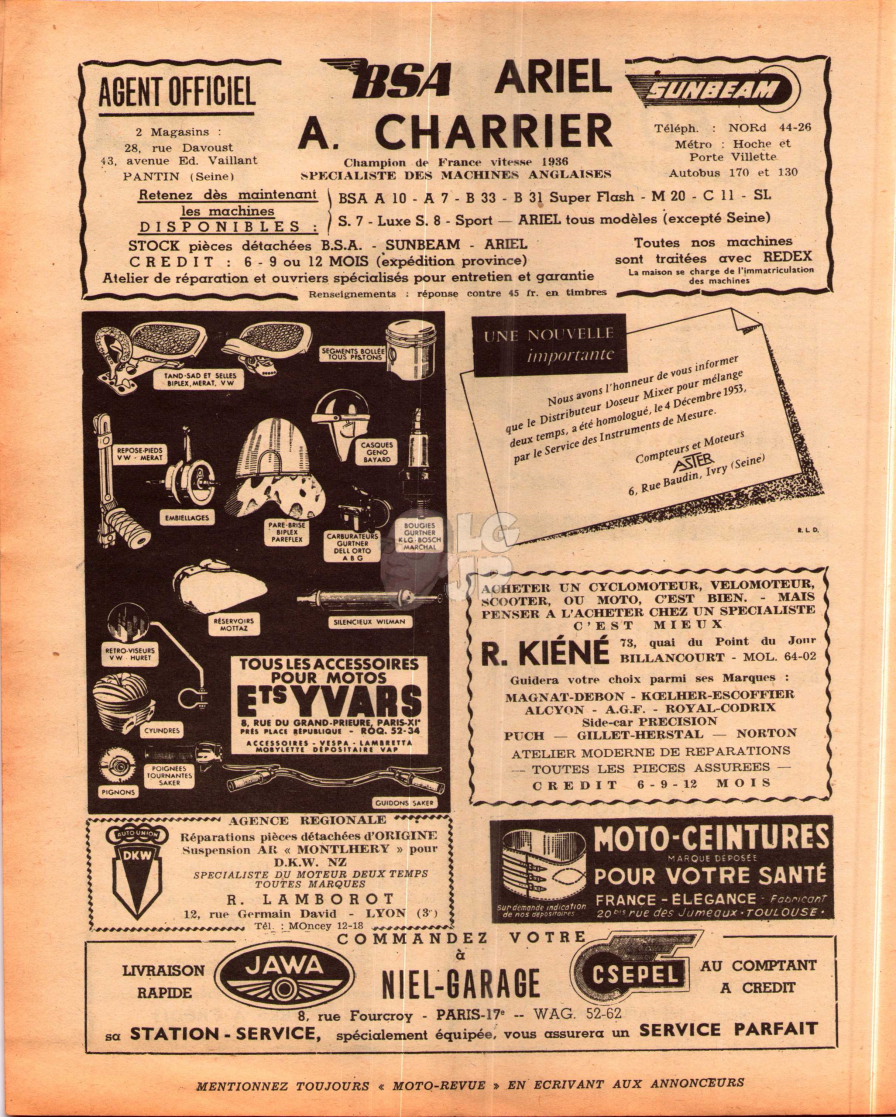 AGENT OFFICIEL
BSA ARIEL
SUNBEAM
A. CHARRIER
2 Magasins :
28, rue Davoust
43, avenue Ed. Vaillant
PANTIN (Seine)
Champion de France vitesse 1936
SPECIALISTE DES MACHINES ANGLAISES
Téléph. : NORd 44-26
Métro : Hoche et
Porte Villette
Autobus 170 et 130
Retenez dès maintenant
les machines
DISPONIBLES :
BSA A 10 - A 7 - B 33 - B 31 Super Flash - M 20 - C 11 - SL
S. 7 - Luxe S. 8 - Sport — ARIEL tous modèles (excepté Seine)
STOCK pièces détachées B.S.A. - SUNBEAM - ARIEL
CREDIT : 6 - 9 ou 12 MOIS (expédition province)
Atelier de réparation et ouvriers spécialisés pour entretien et garantie
Toutes nos machines
sont traitées avec REDEX
La maison se charge de l'immatriculation
des machines
Renseignements : réponse contre 45 fr. en timbres
TAND-SAD ET SELLES
BIPLEX, MERAT, VW
SEGMENTS BOLLÉE
TOUS PISTONS
REPOSE-PIEDS
VW - MERAT
EMBIELLAGES
PARE-BRISE
BIPLEX
PAREFLEX
CASQUES
GENO
BAYARD
CARBURATEURS
GURTNER
DELL ORTO
A B G
BOUGIES
GURTNER
KLG - BOSCH
MARCHAL
RÉSERVOIRS
MOTTAZ
SILENCIEUX WILMAN
RETRO-VISEURS
VW - HURET
CYLINDRES
PIGNONS
POIGNÉES
TOURNANTES
SAKER
GUIDONS SAKER
TOUS LES ACCESSOIRES
POUR MOTOS
ETS YVARS
8, RUE DU GRAND-PRIEURE, PARIS-XIe
PRÈS PLACE RÉPUBLIQUE - ROQ. 52-34
ACCESSOIRES - VESPA - LAMBRETTA
MOBYLETTE DÉPOSITAIRE VAP
UNE NOUVELLE
importante
Nous avons l'honneur de vous informer
que le Distributeur Doseur Mixer pour mélange
deux temps, a été homologué, le 4 Décembre 1953,
par le Service des Instruments de Mesure.
Compteurs et Moteurs
ASTER
6, Rue Baudin, Ivry (Seine)
R. L. D.
LG
UP
ACHETER UN CYCLOMOTEUR, VELOMOTEUR,
SCOOTER, OU MOTO, C'EST BIEN. - MAIS
PENSER A L'ACHETER CHEZ UN SPECIALISTE
C'EST MIEUX
R. KIÉNÉ
73, quai du Point du Jour
BILLANCOURT - MOL. 64-02
Guidera votre choix parmi ses Marques :
MAGNAT-DEBON - KŒLHER-ESCOFFIER
ALCYON - A.G.F. - ROYAL-CODRIX
Side-car PRECISION
PUCH — GILLET-HERSTAL — NORTON
ATELIER MODERNE DE REPARATIONS
— TOUTES LES PIECES ASSUREES —
CREDIT 6-9-12 MOIS
AUTO UNION
DKW
AGENCE REGIONALE
Réparations pièces détachées d'ORIGINE
Suspension AR « MONTLHERY » pour
D.K.W. NZ
SPECIALISTE DU MOTEUR DEUX TEMPS
TOUTES MARQUES
R. LAMBOROT
12, rue Germain David - LYON (3e)
Tél. : MOncey 12-18
Sur demande indication
de nos dépositaires
MOTO-CEINTURES
MARQUE DÉPOSÉE
POUR VOTRE SANTÉ
FRANCE - ÉLEGANCE - Fabricant
20 bis rue des Jumeaux - TOULOUSE -
COMMANDEZ VOTRE
LIVRAISON
RAPIDE
JAWA
à
NIEL-GARAGE
CSEPEL
AU COMPTANT
A CREDIT
8, rue Fourcroy - PARIS-17e -- WAG. 52-62
sa STATION-SERVICE, spécialement équipée, vous assurera un SERVICE PARFAIT
MENTIONNEZ TOUJOURS « MOTO-REVUE » EN ECRIVANT AUX ANNONCEURS